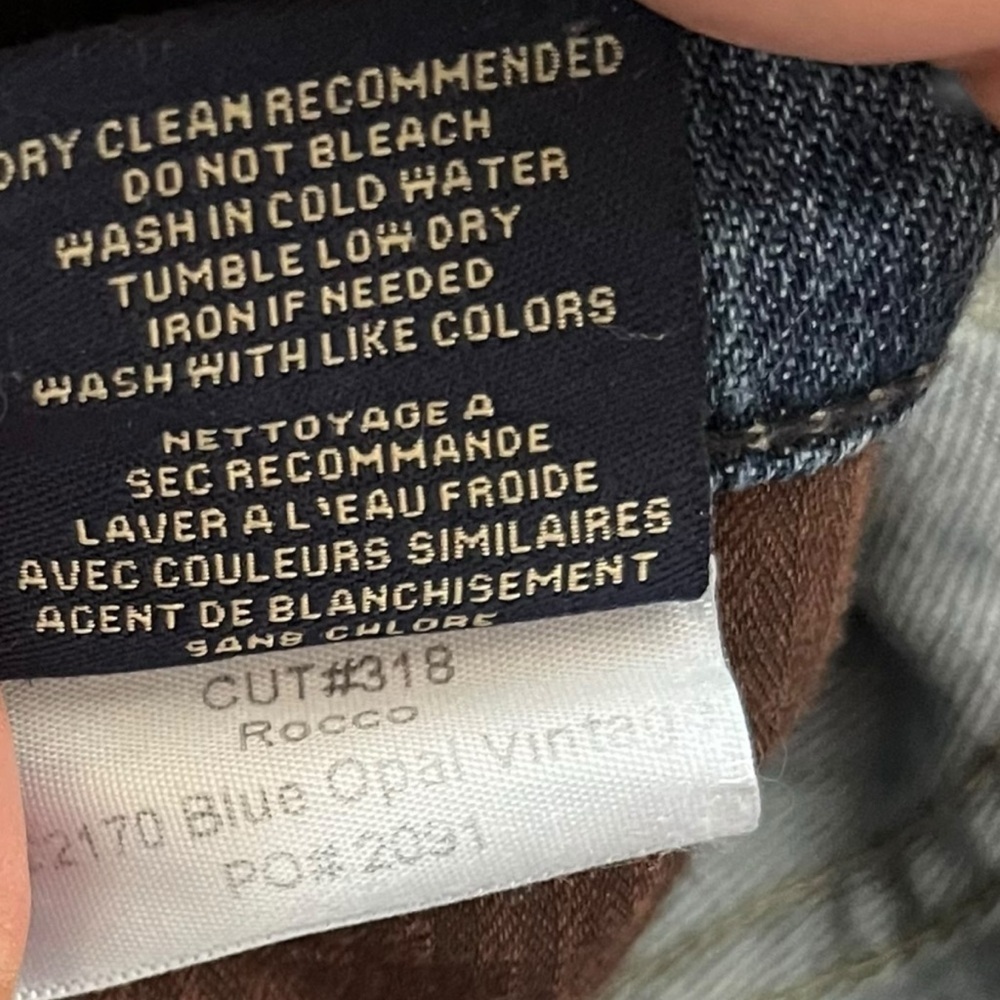 DRY CLEAN RECOMMENDED
DO NOT BLEACH
WASH IN COLD WATER
TUMBLE LOW DRY
IRON IF NEEDED
WASH WITH LIKE COLORS
NETTOYAGE A
SEC RECOMMANDE
LAVER A L'EAU FROIDE
AVEC COULEURS SIMILAIRES
AGENT DE BLANCHISEMENT
SANS CHLORE
CUT#318
Rocco
2170 Blue Opal Vintage
PO# 2091